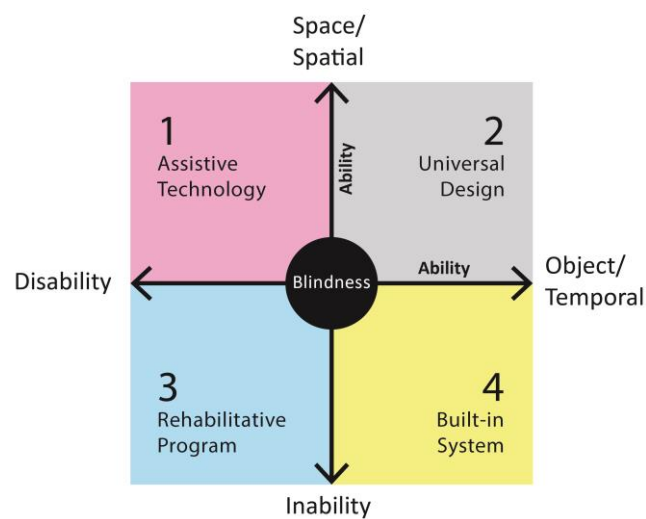 Space/
Spatial
1
Assistive
Technology
Ability
2
Universal
Design
Disability
Blindness
Ability
Object/
Temporal
3
Rehabilitative
Program
4
Built-in
System
Inability